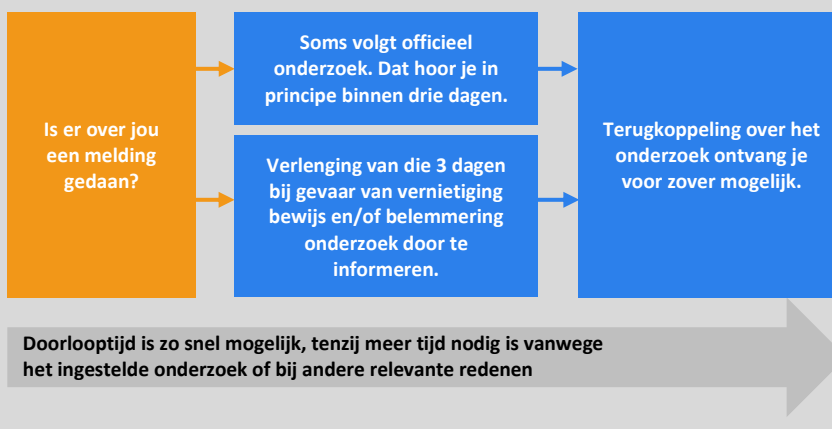 Is er over jou
een melding
gedaan?
Soms volgt officieel
onderzoek. Dat hoor je in
principe binnen drie dagen.
Verlenging van die 3 dagen
bij gevaar van vernietiging
bewijs en/of belemmering
onderzoek door te
informeren.
Terugkoppeling over het
onderzoek ontvang je
voor zover mogelijk.
Doorlooptijd is zo snel mogelijk, tenzij meer tijd nodig is vanwege
het ingestelde onderzoek of bij andere relevante redenen